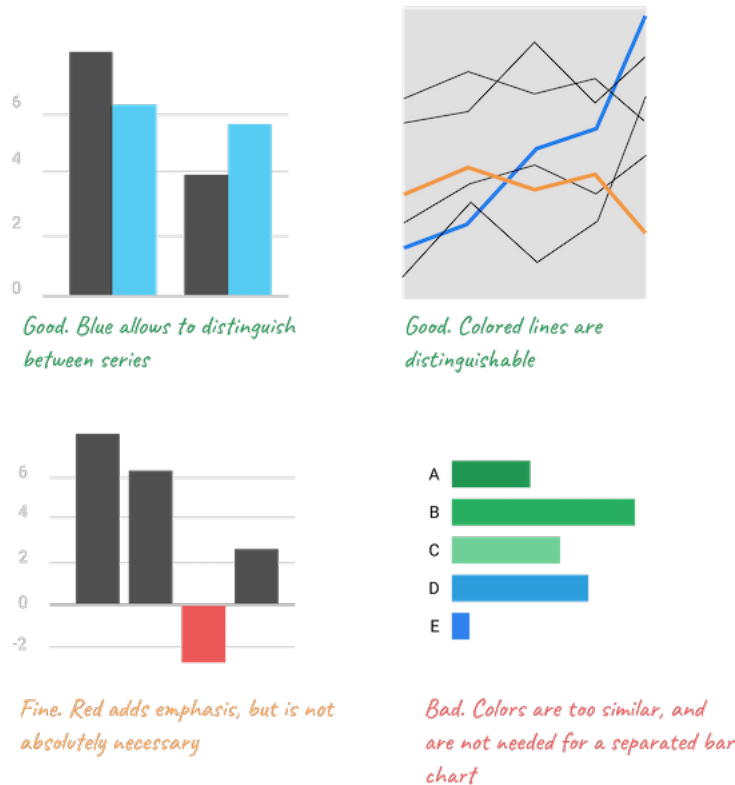 6
4
2
0
Good. Blue allows to distinguish
between series
Good. Colored lines are
distinguishable
6
4
2
0
-2
A
B
C
D
E
Fine. Red adds emphasis, but is not
absolutely necessary
Bad. Colors are too similar, and
are not needed for a separated bar
chart